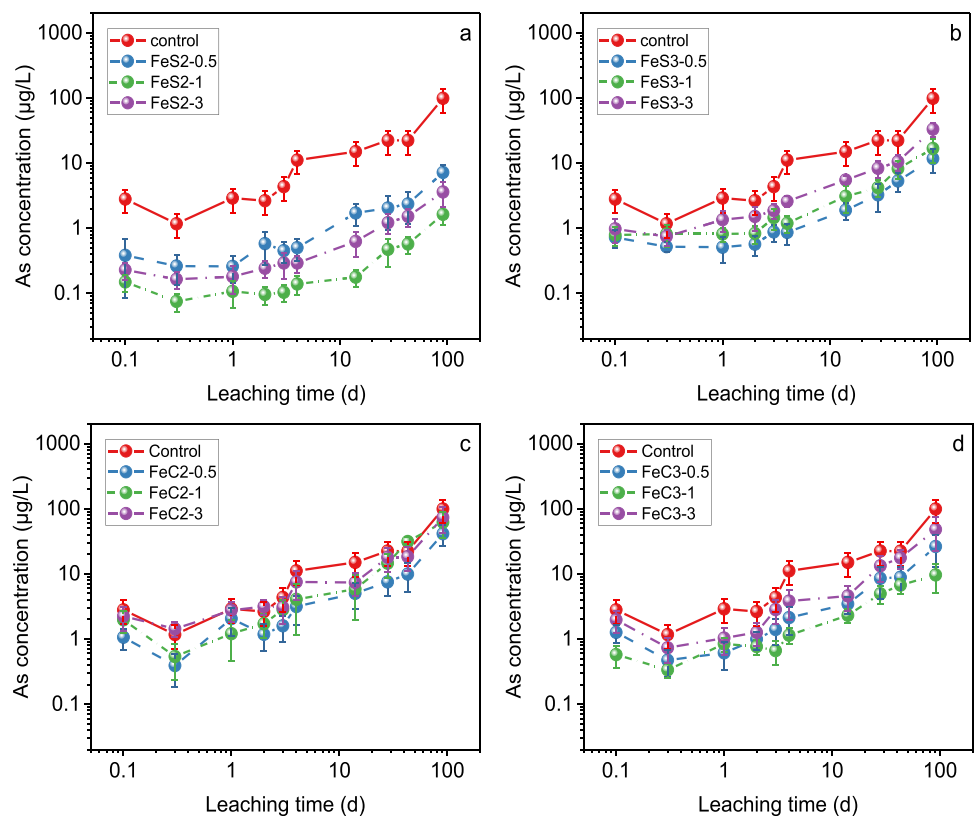 a
1000
100
10
1
0.1
As concentration (μg/L)
control
FeS2-0.5
FeS2-1
FeS2-3
0.1
1
10
100
Leaching time (d)
b
1000
100
10
1
0.1
As concentration (μg/L)
control
FeS3-0.5
FeS3-1
FeS3-3
0.1
1
10
100
Leaching time (d)
c
1000
100
10
1
0.1
As concentration (μg/L)
Control
FeC2-0.5
FeC2-1
FeC2-3
0.1
1
10
100
Leaching time (d)
d
1000
100
10
1
0.1
As concentration (μg/L)
Control
FeC3-0.5
FeC3-1
FeC3-3
0.1
1
10
100
Leaching time (d)